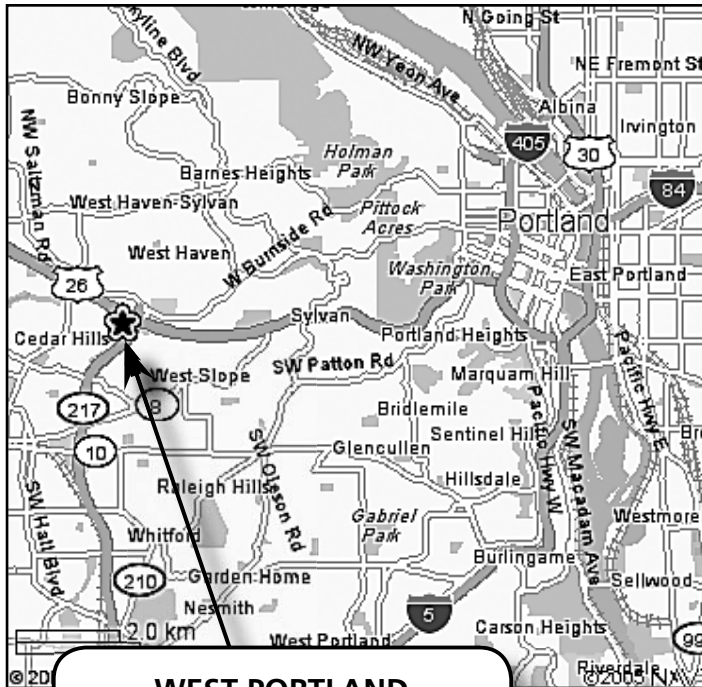 N Going St
Skyline Blvd
NW Yeon Ave
NE Fremont St
Bonny Slope
Albina
Irvington
405
30
NW Saltzman Rd
Holman
Park
Barnes Heights
84
West Haven-Sylvan
Pittock
Acres
Portland
W Burnside Rd
West Haven
Washington
Park
East Portland
26
Sylvan
Cedar Hills
Portland Heights
SW Patton Rd
West Slope
Marquam Hill
217
8
Bridlemile
Pacific Hwy E
10
Sentinel Hill
Pacific Hwy W
SW Macadam Ave
SW Oleson Rd
Glencullen
Raleigh Hills
Hillsdale
SW Hall Blvd
Gabriel
Park
Whitford
Westmore
Burlingame
210
Garden Home
Sellwood
Nesmith
5
2.0 km
West Portland
Carson Heights
99
Riverdale
©2005 NAV
WEST PORTLAND